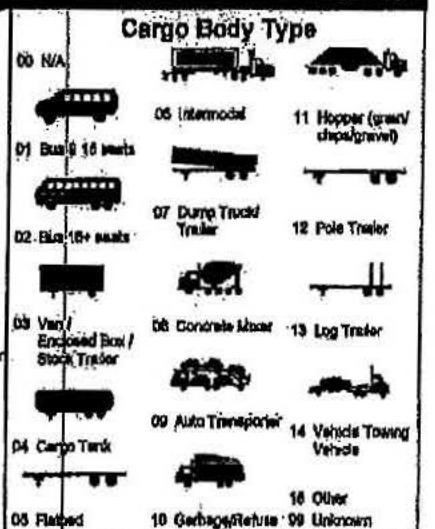 Cargo Body Type
00 N/A
01 Bus 9 15 seats
02 Bus 16+ seats
03 Van /
Enclosed Box /
Stock Trailer
04 Cargo Tank
05 Flatbed
06 Intermodal
07 Dump Truck/
Trailer
08 Concrete Mixer
09 Auto Transporter
10 Garbage/Refuse
11 Hopper (grain/
chips/gravel)
12 Pole Trailer
13 Log Trailer
14 Vehicle Towing
Vehicle
Other
99 Unknown